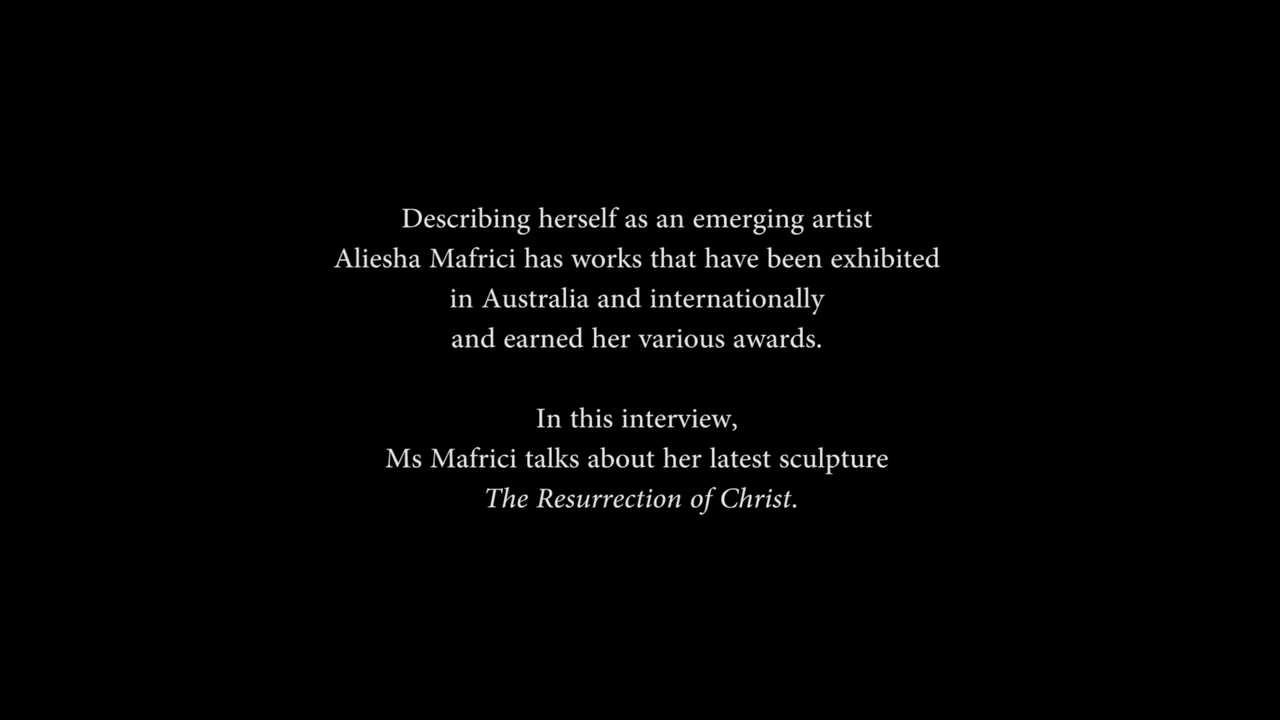 Describing herself as an emerging artist
Aliesha Mafrici has works that have been exhibited
in Australia and internationally
and earned her various awards.
In this interview,
Ms Mafrici talks about her latest sculpture
The Resurrection of Christ.